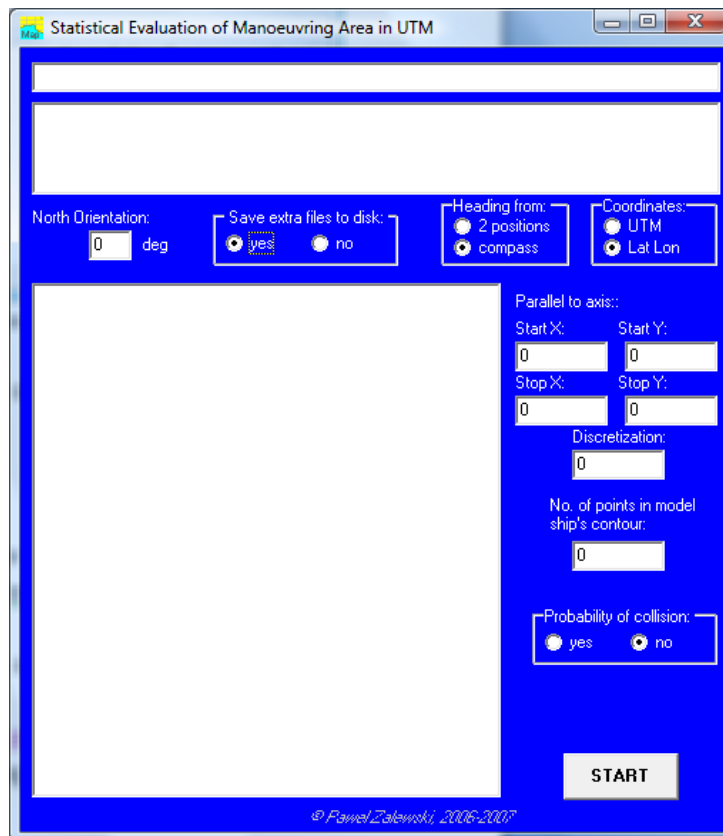 Map Statistical Evaluation of Manoeuvring Area in UTM
North Orientation:
0 deg
Save extra files to disk:
yes no
Heading from:
2 positions
compass
Coordinates:
UTM
Lat Lon
Parallel to axis::
Start X: Start Y:
0 0
Stop X: Stop Y:
0 0
Discretization:
0
No. of points in model
ship's contour:
0
Probability of collision:
yes no
START
© Pawel Zalewski, 2006-2007